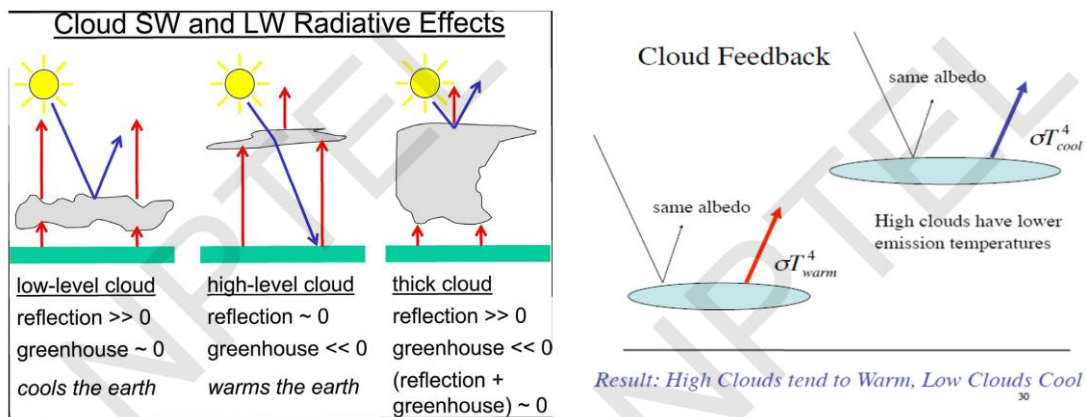 Cloud SW and LW Radiative Effects
low-level cloud
reflection >> 0
greenhouse ~ 0
cools the earth
high-level cloud
reflection ~ 0
greenhouse << 0
warms the earth
thick cloud
reflection >> 0
greenhouse << 0
(reflection +
greenhouse) ~ 0
Cloud Feedback
same albedo
σT⁴cool
same albedo
High clouds have lower
emission temperatures
σT⁴warm
Result: High Clouds tend to Warm, Low Clouds Cool
30
NPTEL
NPTEL